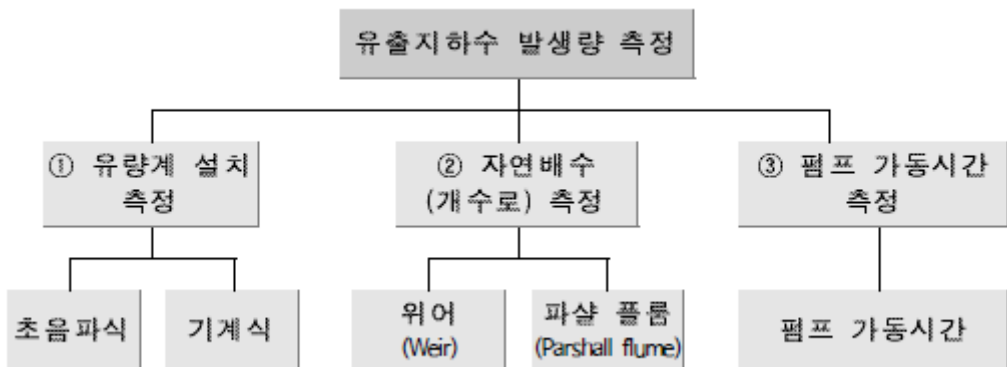 유출지하수 발생량 측정
① 유량계 설치
측정
② 자연배수
(개수로) 측정
③ 펌프 가동시간
측정
초음파식
기계식
위어
(Weir)
파샬 플룸
(Parshall flume)
펌프 가동시간